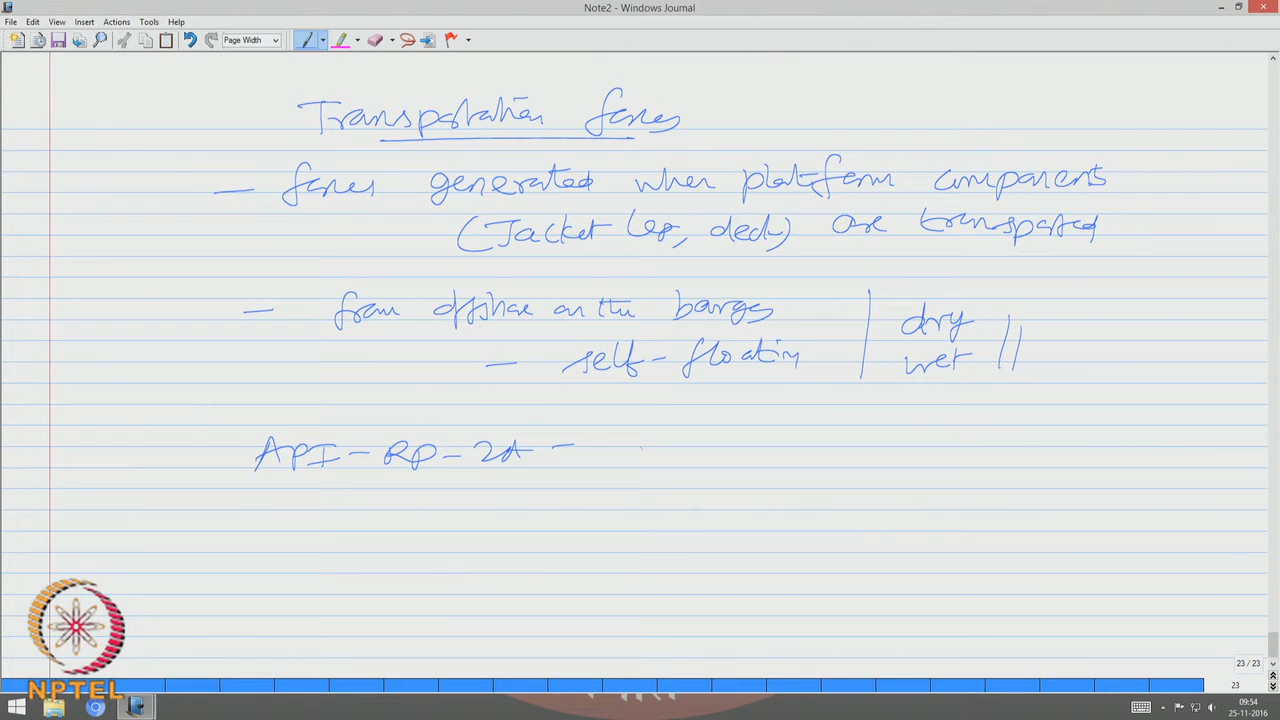 Note2 - Windows Journal
File Edit View Insert Actions Tools Help
Page Width
Transportation forces
— forces generated when platform components
(Jacket leg, deck) are transported
— from offshore on the barges
— self-floating
dry
wet
API-RP-2A -
23 / 23
23
NPTEL
09:54
25-11-2016